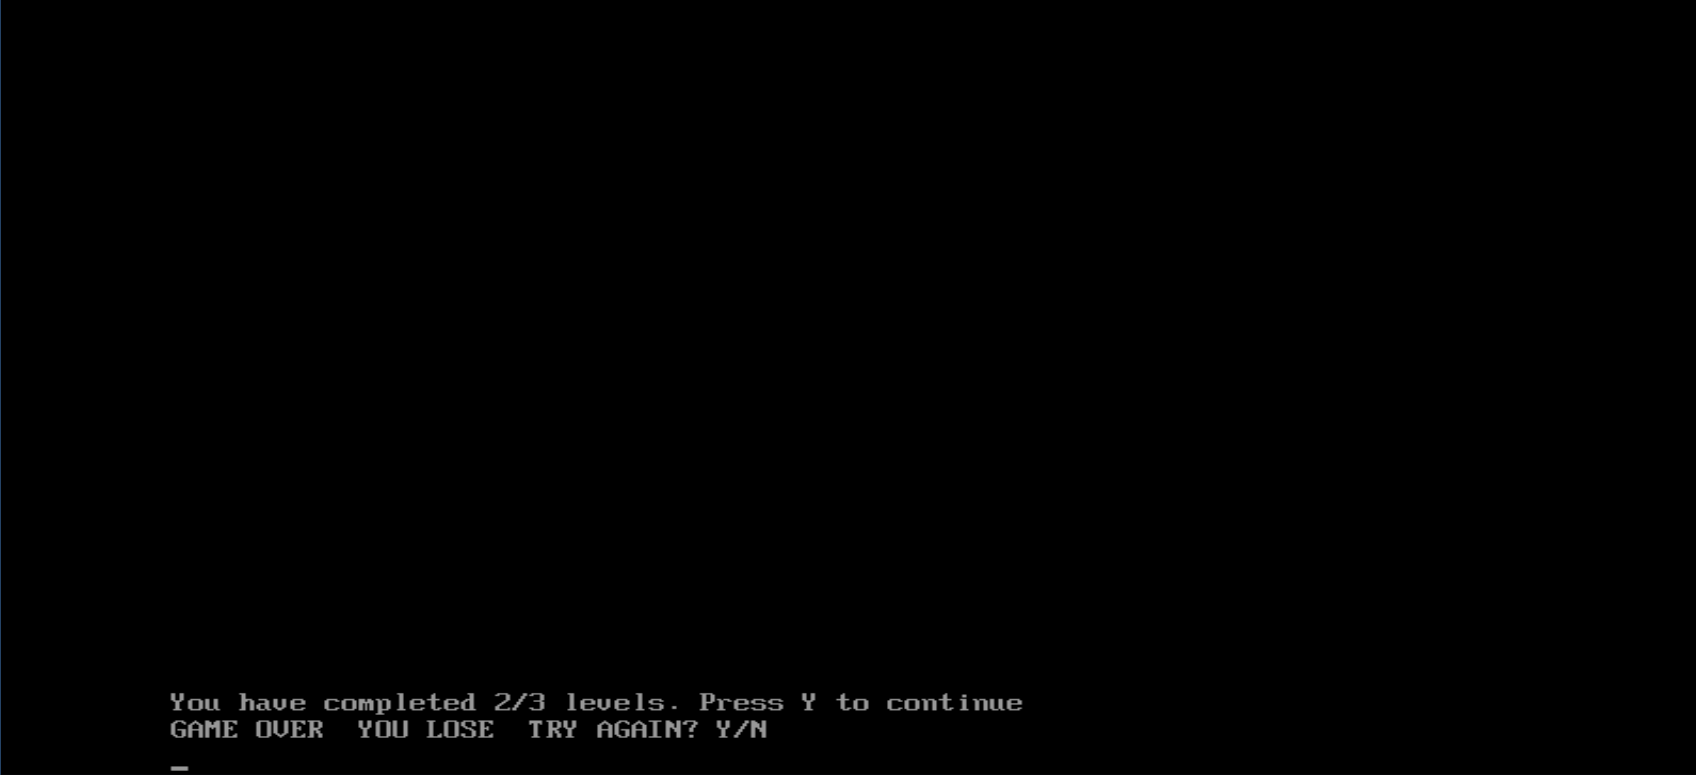 You have completed 2/3 levels. Press Y to continue
GAME OVER  YOU LOSE  TRY AGAIN? Y/N